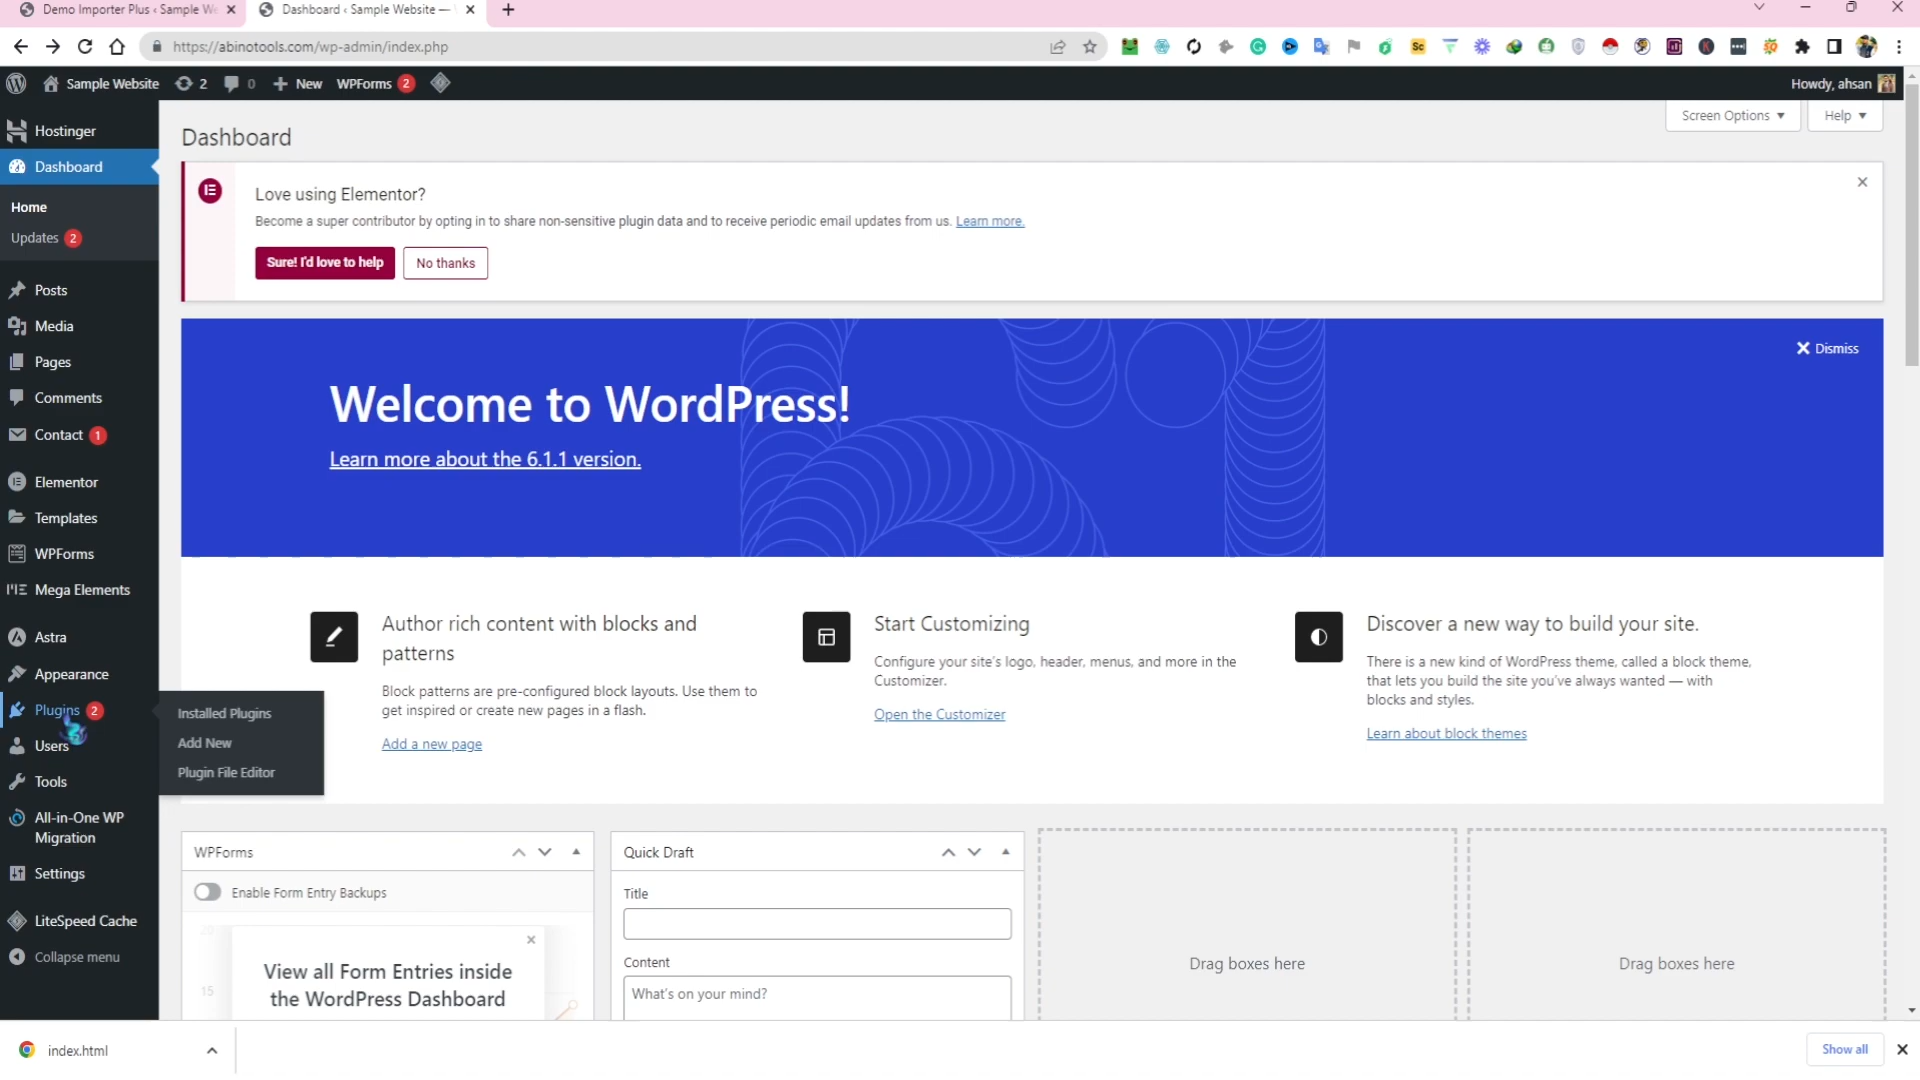 Demo Importer Plus ‹ Sample We
Dashboard ‹ Sample Website —
https://abinotools.com/wp-admin/index.php
Sample Website
2
0
New
WPForms 2
Howdy, ahsan
Screen Options
Help
Hostinger
Dashboard
Home
Updates 2
Posts
Media
Pages
Comments
Contact 1
Elementor
Templates
WPForms
Mega Elements
Astra
Appearance
Plugins 2
Users
Tools
All-in-One WP
Migration
Settings
LiteSpeed Cache
Collapse menu
Installed Plugins
Add New
Plugin File Editor
Dashboard
Love using Elementor?
Become a super contributor by opting in to share non-sensitive plugin data and to receive periodic email updates from us. Learn more.
Sure! I'd love to help
No thanks
Dismiss
Welcome to WordPress!
Learn more about the 6.1.1 version.
Author rich content with blocks and
patterns
Block patterns are pre-configured block layouts. Use them to
get inspired or create new pages in a flash.
Add a new page
Start Customizing
Configure your site's logo, header, menus, and more in the
Customizer.
Open the Customizer
Discover a new way to build your site.
There is a new kind of WordPress theme, called a block theme,
that lets you build the site you've always wanted — with
blocks and styles.
Learn about block themes
WPForms
Enable Form Entry Backups
20
15
View all Form Entries inside
the WordPress Dashboard
Quick Draft
Title
Content
What's on your mind?
Drag boxes here
Drag boxes here
index.html
Show all